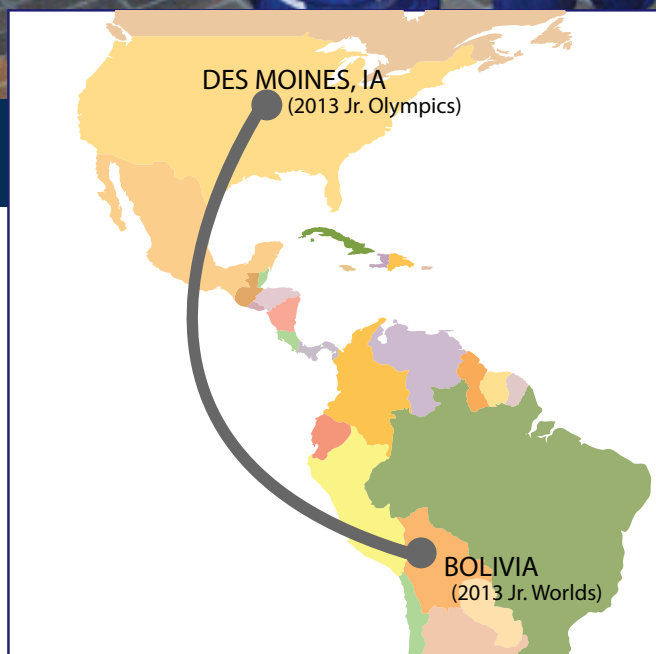 DES MOINES, IA
(2013 Jr. Olympics)
BOLIVIA
(2013 Jr. Worlds)